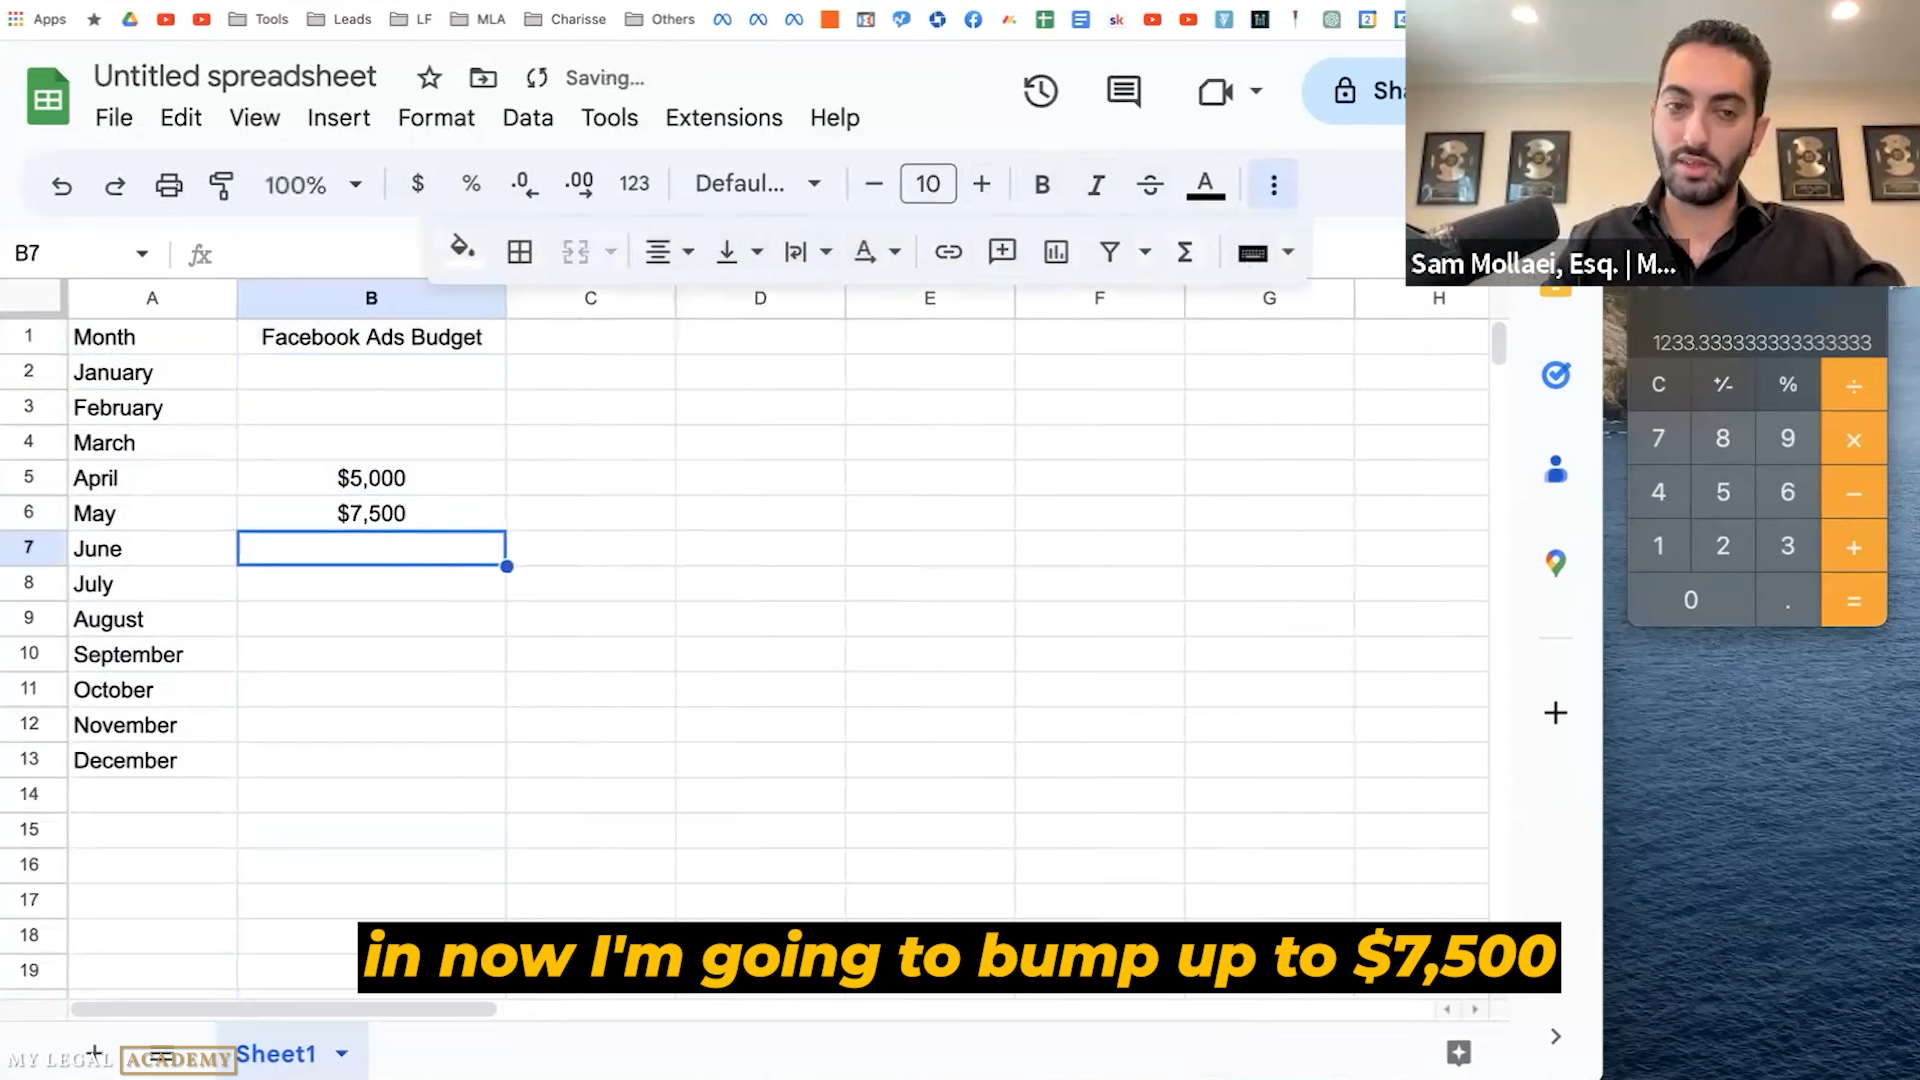 Apps
Tools
Leads
LF
MLA
Charisse
Others
sk
Untitled spreadsheet
Saving...
File Edit View Insert Format Data Tools Extensions Help
100%
$ % .0 .00 123
Defaul...
10
B I A
B7
fx
A B C D E F G H
1 Month Facebook Ads Budget
2 January
3 February
4 March
5 April $5,000
6 May $7,500
7 June
8 July
9 August
10 September
11 October
12 November
13 December
14
15
16
17
18
19
Sam Mollaei, Esq. | M...
1233.333333333333333
C +/- % ÷
7 8 9 ×
4 5 6 −
1 2 3 +
0 . =
in now I'm going to bump up to $7,500
Sheet1
MY LEGAL ACADEMY